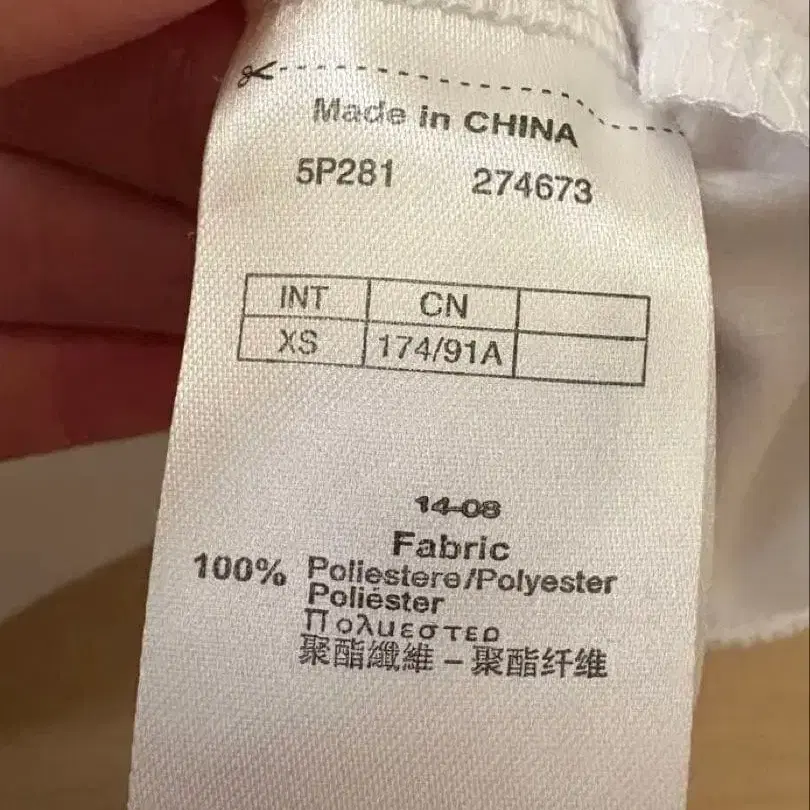 Made in CHINA
5P281 274673
INT CN
XS 174/91A
14-08
Fabric
100% Poliestere/Polyester
Poliéster
Πολμεστερ
聚酯纖維 – 聚酯纤维